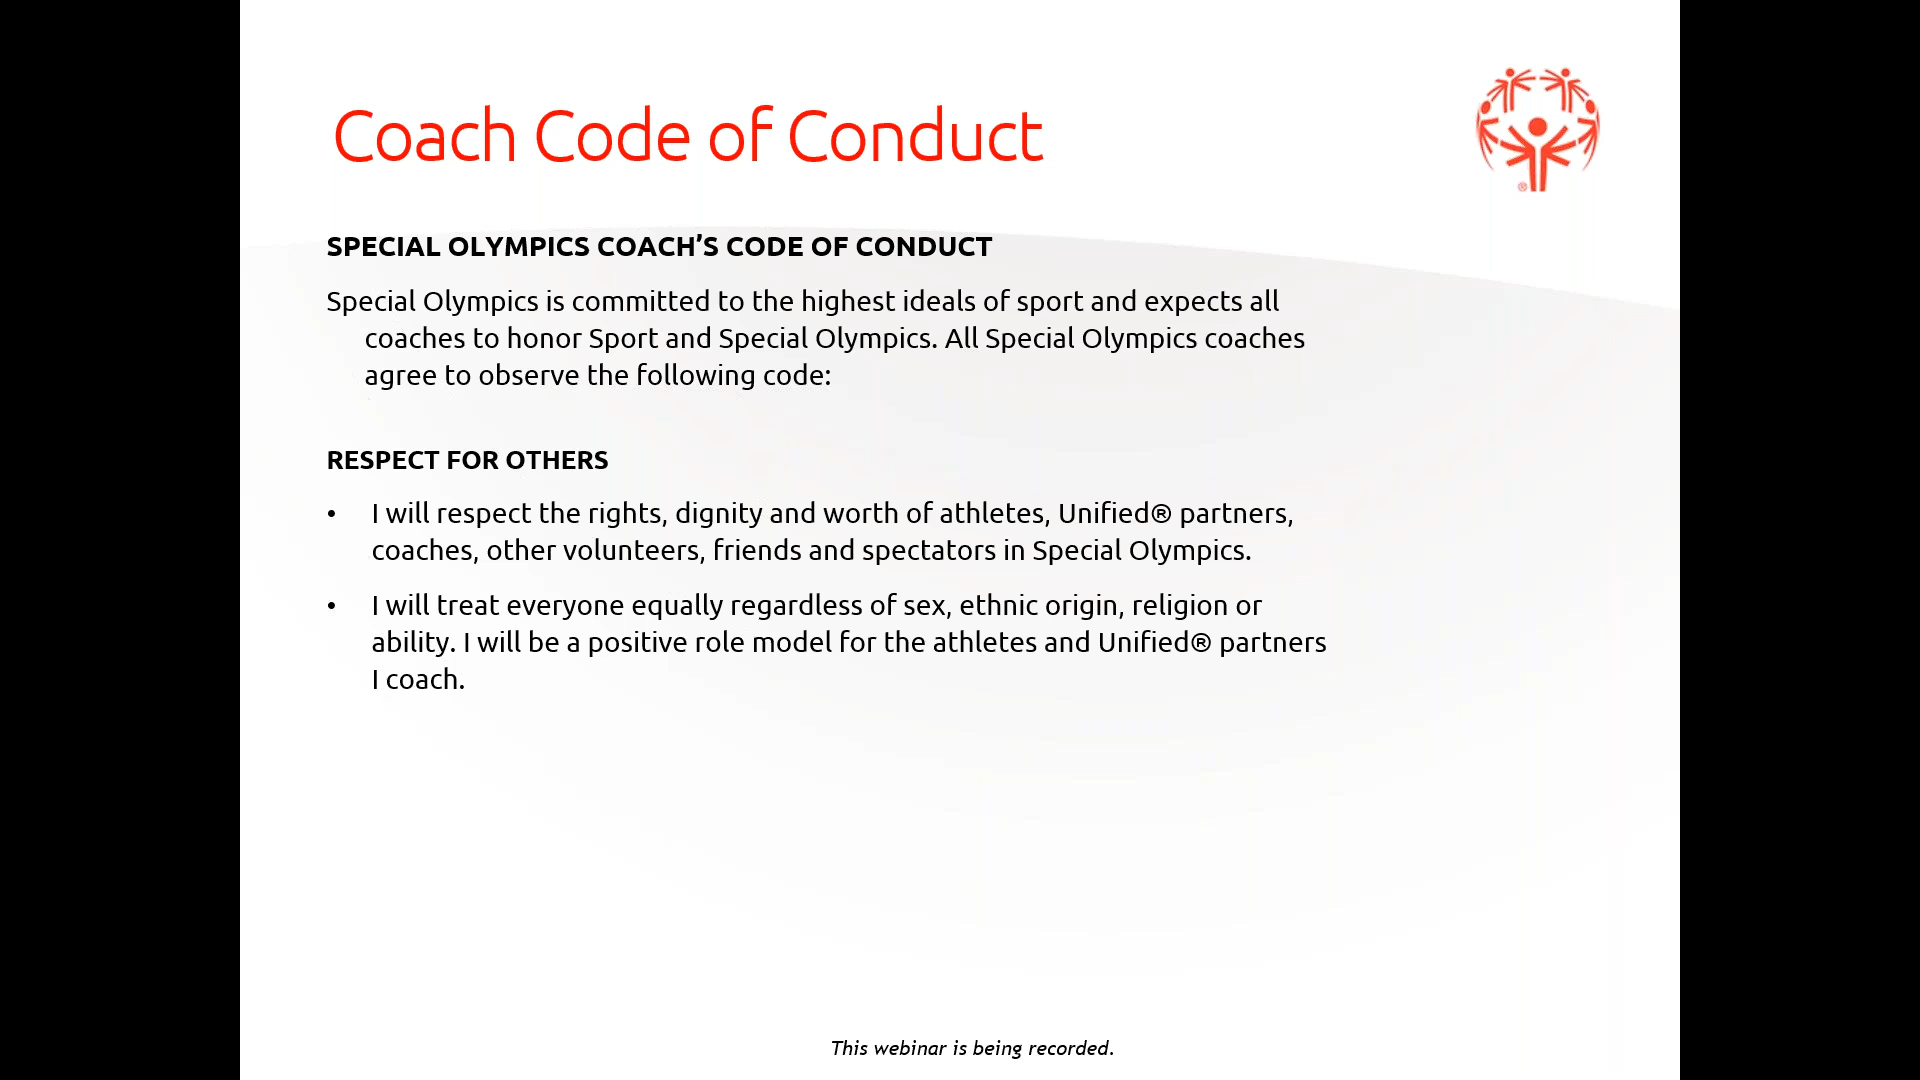 Coach Code of Conduct
®
SPECIAL OLYMPICS COACH’S CODE OF CONDUCT
Special Olympics is committed to the highest ideals of sport and expects all
coaches to honor Sport and Special Olympics. All Special Olympics coaches
agree to observe the following code:
RESPECT FOR OTHERS
• I will respect the rights, dignity and worth of athletes, Unified® partners,
coaches, other volunteers, friends and spectators in Special Olympics.
• I will treat everyone equally regardless of sex, ethnic origin, religion or
ability. I will be a positive role model for the athletes and Unified® partners
I coach.
This webinar is being recorded.